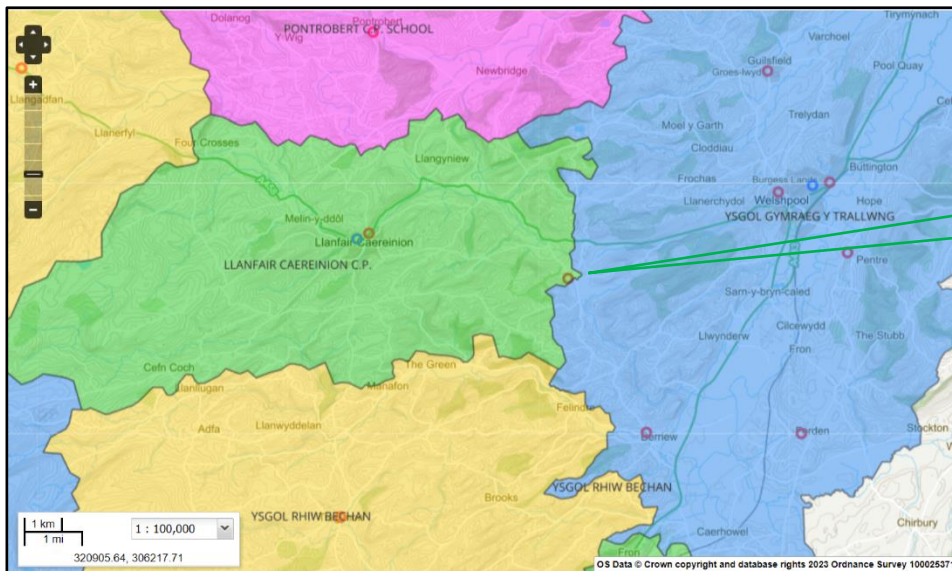 Dolanog
Pontrobert
Tirymynach
PONTROBERT C.P. SCHOOL
Y Wig
Varchoel
Guilsfield
Pool Quay
Groes-lwyd
Newbridge
Llangadfan
Trelydan
Moel y Garth
Llanerfyl
Four Crosses
Cloddiau
Llangyniew
Buttington
Frochas
Burgess Lands
Llanerchydol
Welshpool
Hope
Melin-y-ddôl
YSGOL GYMRAEG Y TRALLWNG
Llanfair Caereinion
Pentre
LLANFAIR CAEREINION C.P.
Sarn-y-bryn-caled
Cilcewydd
Llwynderw
The Stubb
Fron
Cefn Coch
The Green
Llanllugan
Manafon
Felindre
Adfa
Llanwyddelan
Berriew
Forden
Stockton
YSGOL RHIW BECHAN
Brooks
YSGOL RHIW BECHAN
1 km
1 : 100,000
1 mi
Chirbury
Caerhowel
Fron
320905.64, 306217.71
OS Data © Crown copyright and database rights 2023 Ordnance Survey 10002537